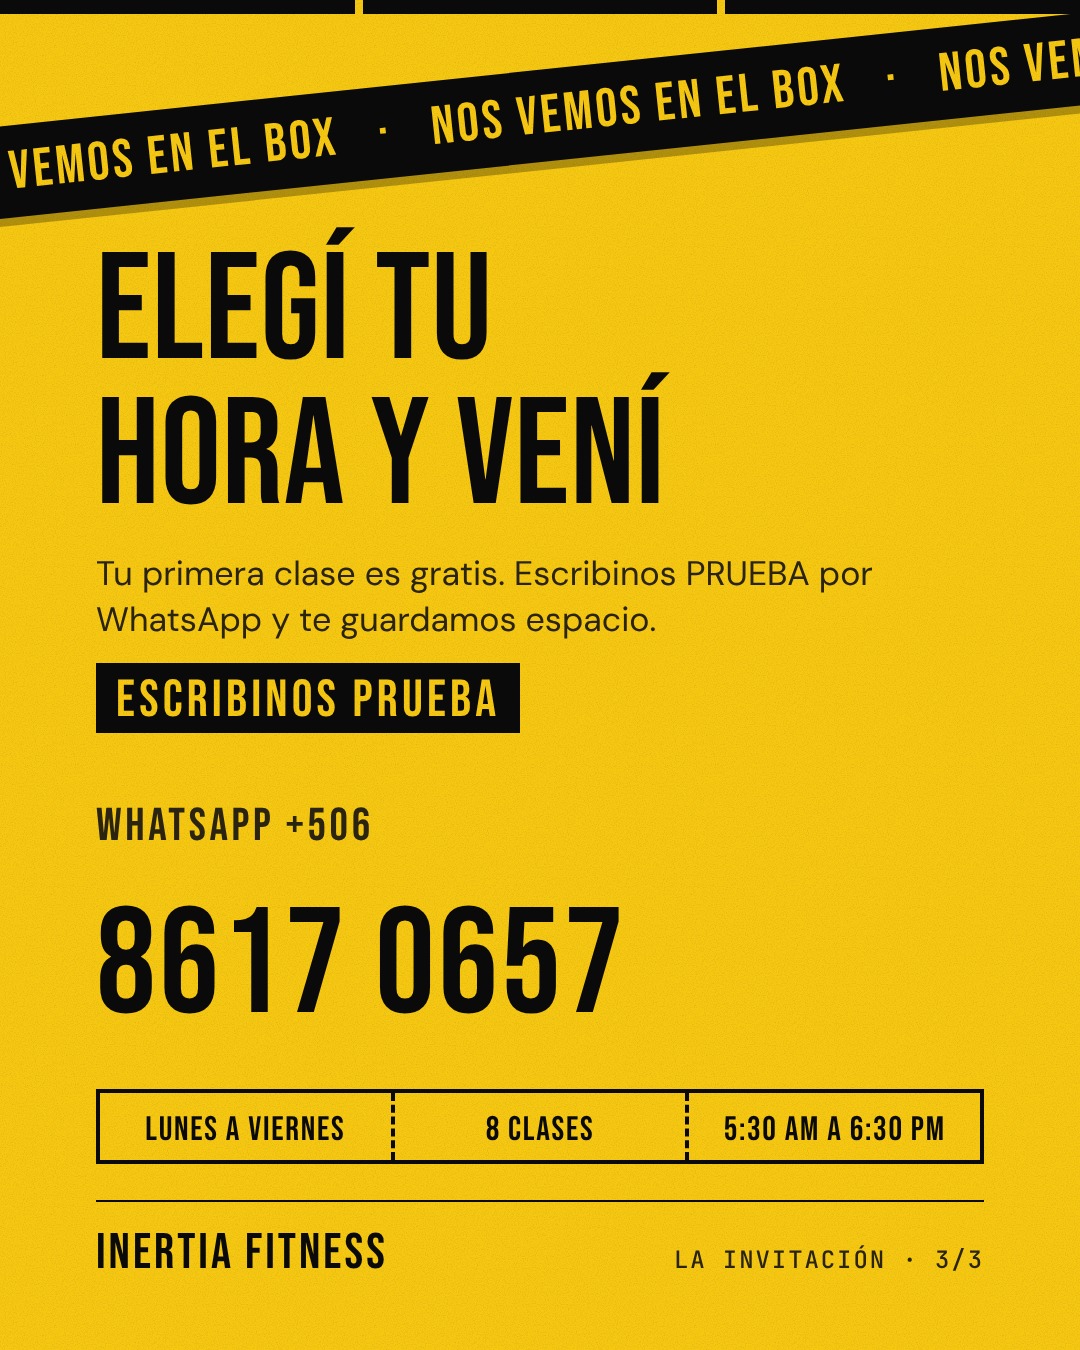 VEMOS EN EL BOX · NOS VEMOS EN EL BOX · NOS VEM
ELEGÍ TU
HORA Y VENÍ
Tu primera clase es gratis. Escribinos PRUEBA por
WhatsApp y te guardamos espacio.
ESCRIBINOS PRUEBA
WHATSAPP +506
8617 0657
LUNES A VIERNES
8 CLASES
5:30 AM A 6:30 PM
INERTIA FITNESS
LA INVITACIÓN · 3/3